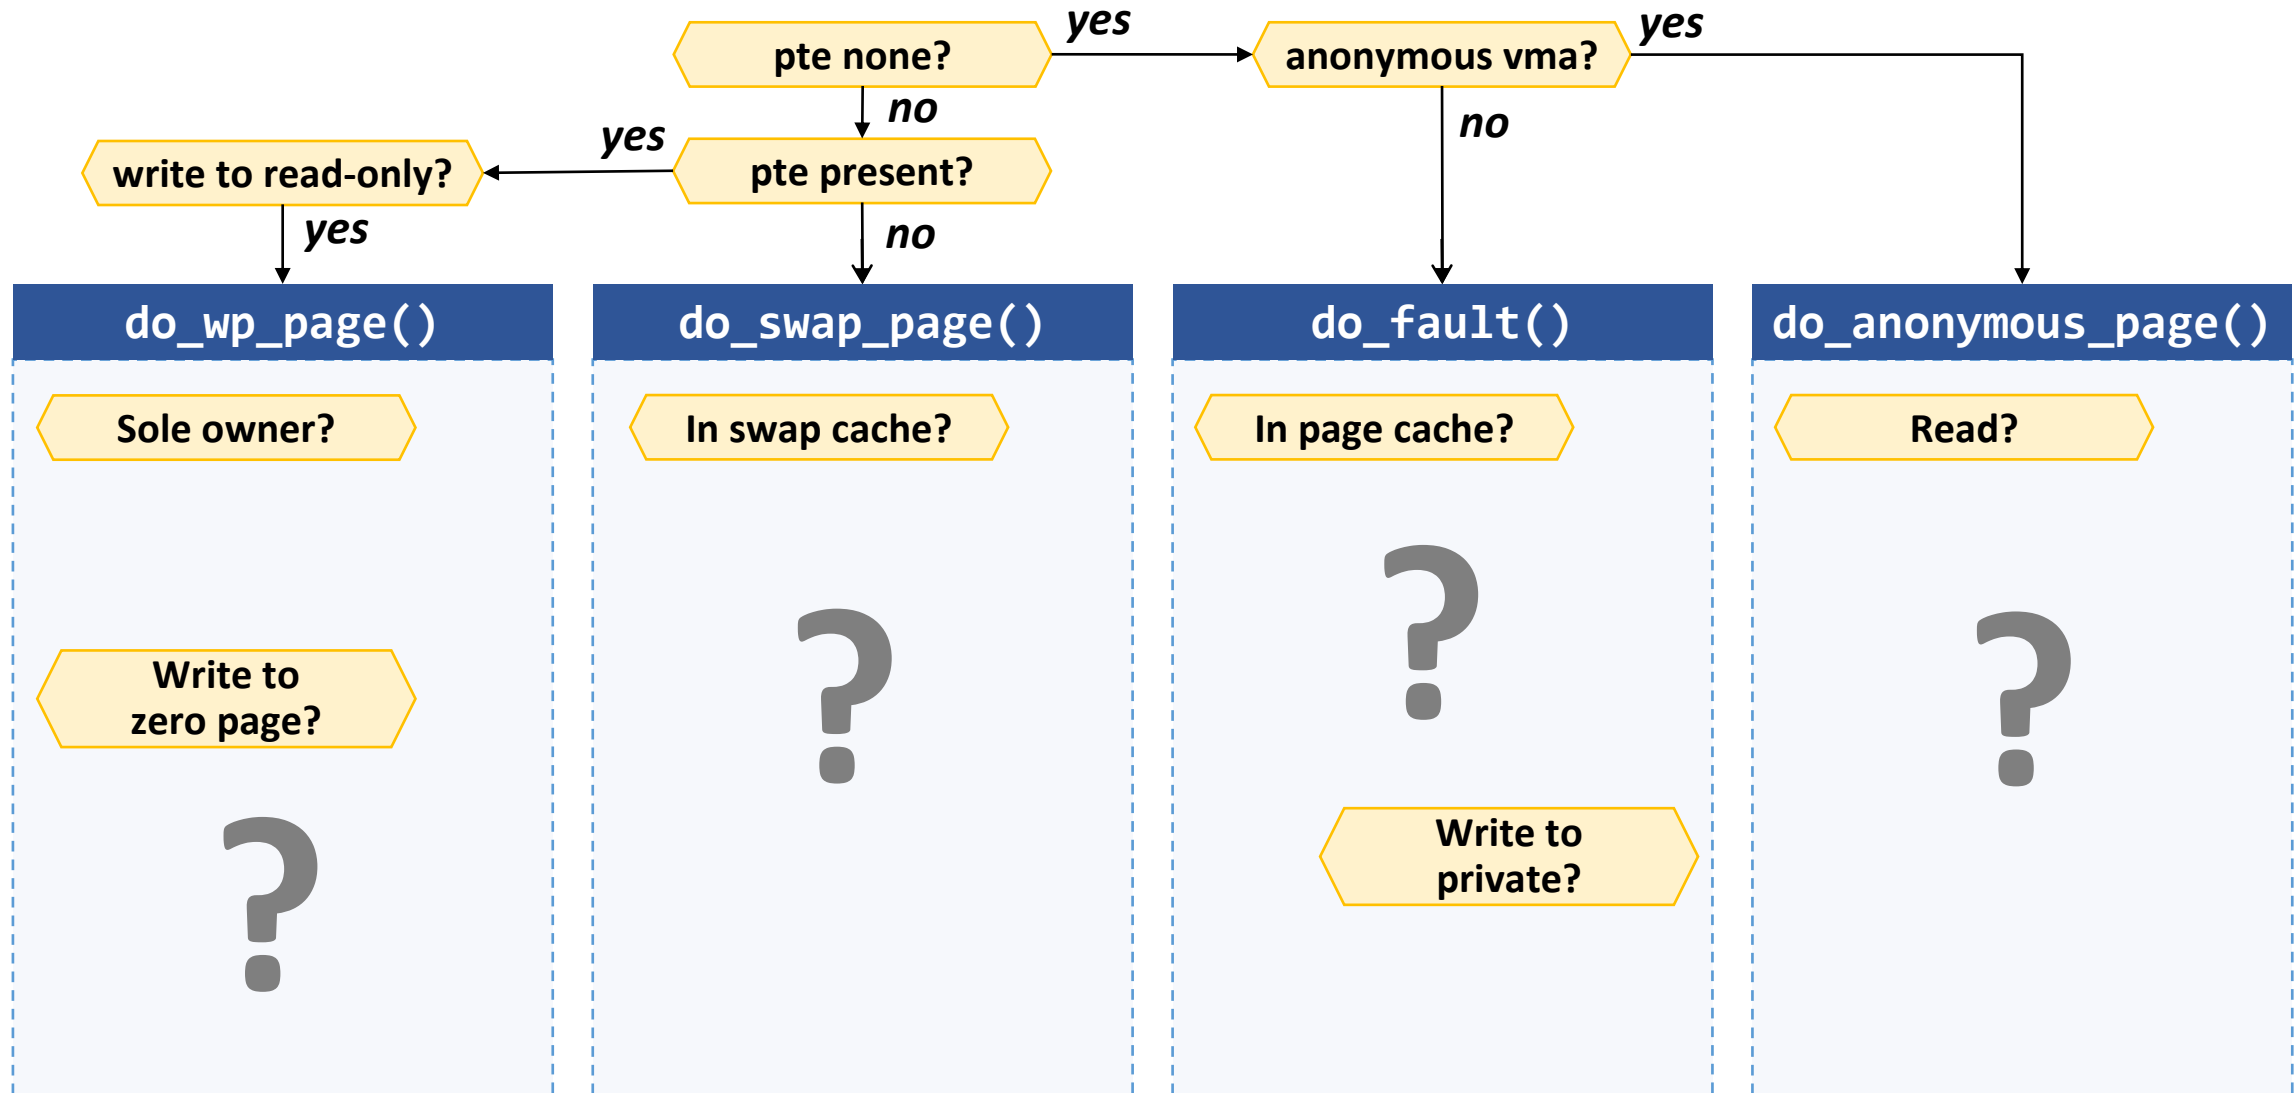 pte none?
yes
anonymous vma?
yes
no
no
write to read-only?
yes
pte present?
yes
no
do_wp_page()
do_swap_page()
do_fault()
do_anonymous_page()
Sole owner?
In swap cache?
In page cache?
Read?
?
?
?
Write to
zero page?
?
Write to
private?